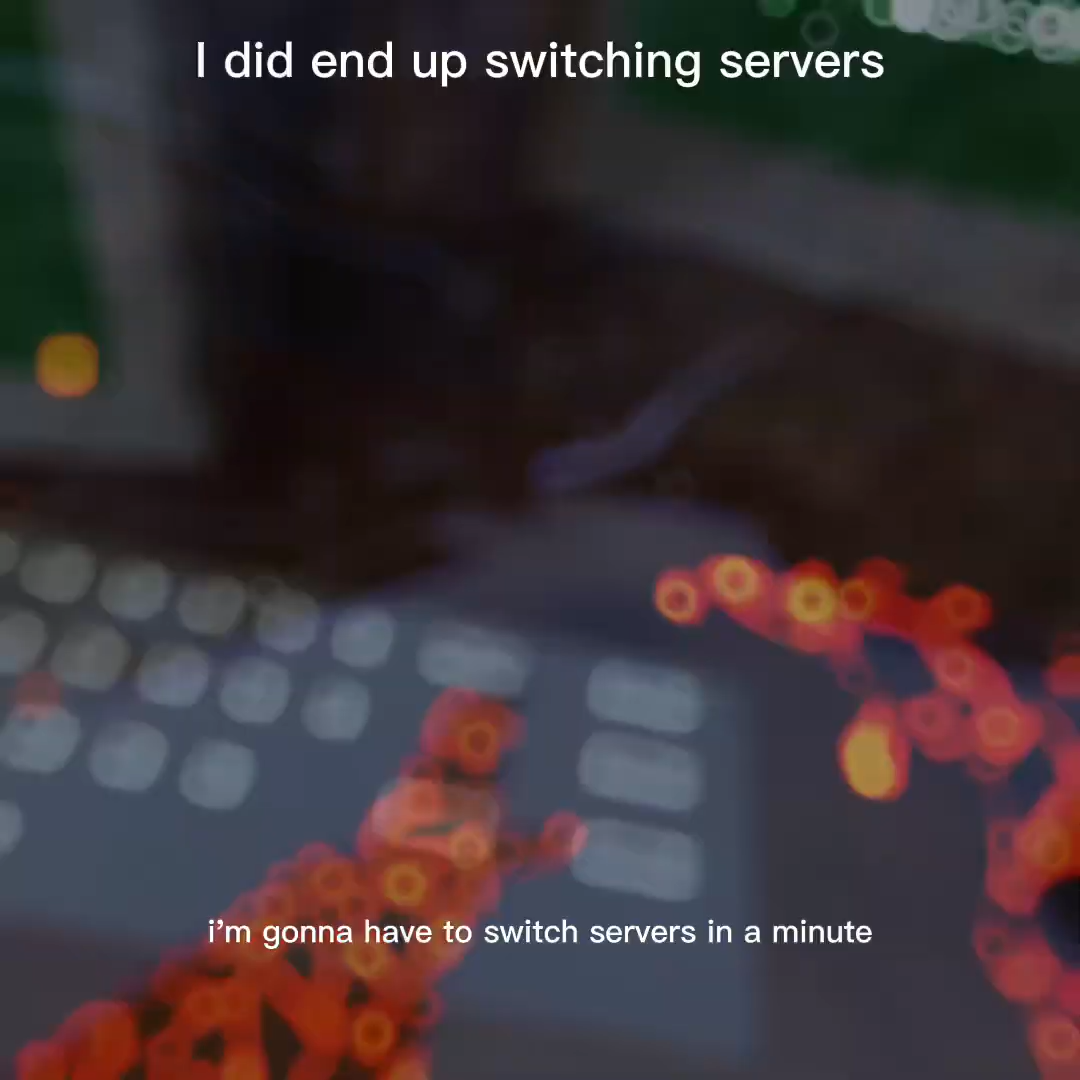 I did end up switching servers
i’m gonna have to switch servers in a minute